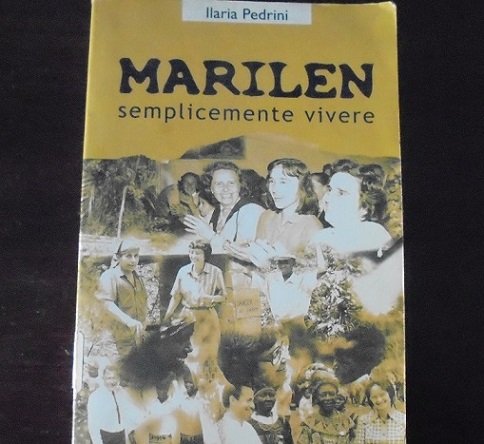 Ilaria Pedrini
MARILEN
semplicemente vivere